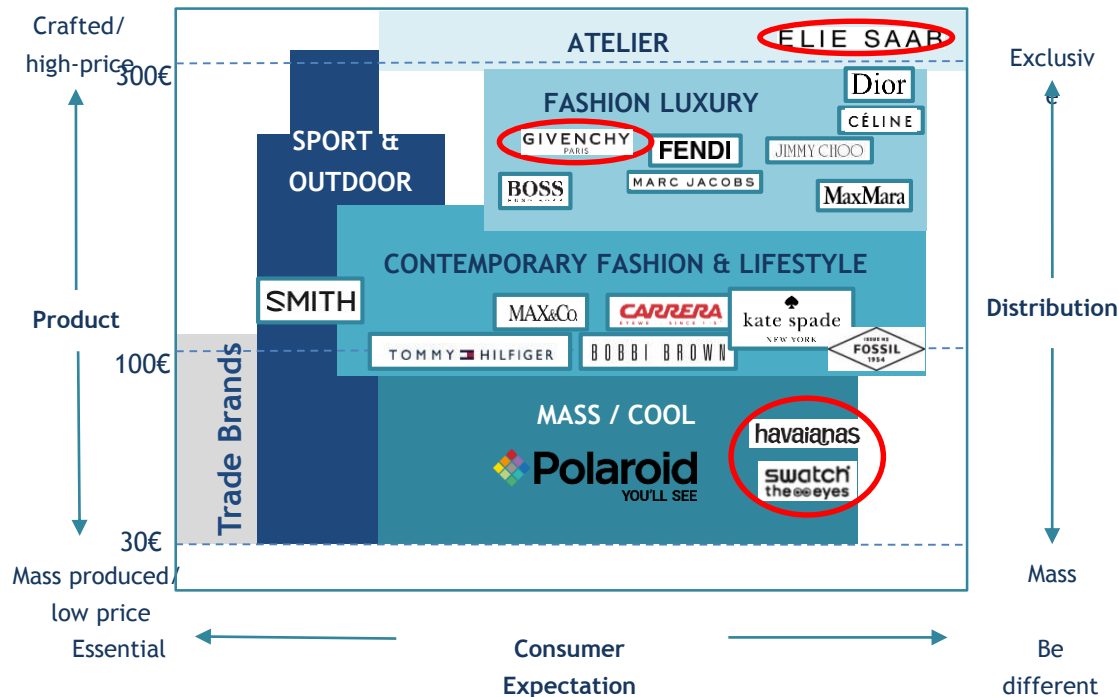 Crafted/
high-price
300€
ATELIER
ELIE SAAB
Exclusiv
e
FASHION LUXURY
Dior
CÉLINE
SPORT &
OUTDOOR
GIVENCHY
PARIS
FENDI
JIMMY CHOO
BOSS
MARC JACOBS
MaxMara
CONTEMPORARY FASHION & LIFESTYLE
SMITH
MAX&Co.
CARRERA
kate spade
NEW YORK
Product
Distribution
TOMMY HILFIGER
BOBBI BROWN
ISSUE NO
FOSSIL
1954
100€
Trade Brands
MASS / COOL
havaianas
Polaroid
YOU'LL SEE
swatch
the eyes
30€
Mass produced/
low price
Mass
Essential
Consumer
Expectation
Be
different